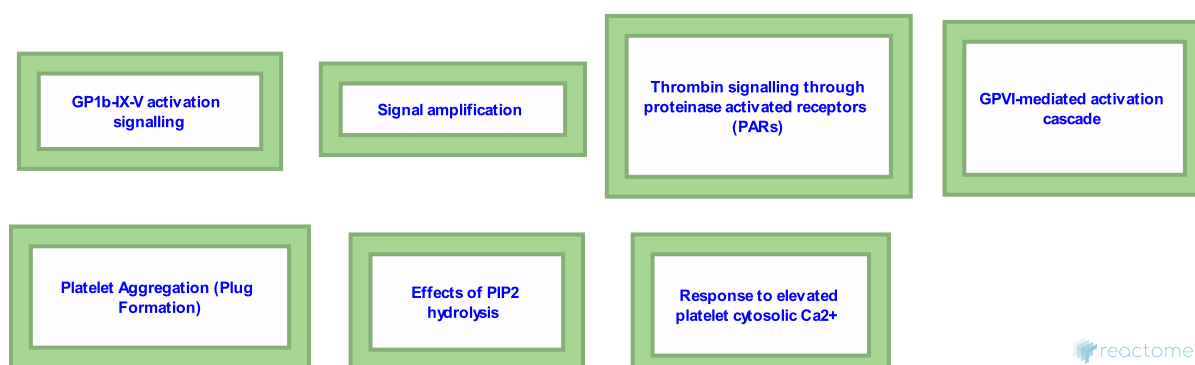 GP1b-IX-V activation
signalling
Signal amplification
Thrombin signalling through
proteinase activated receptors
(PARs)
GPVI-mediated activation
cascade
Platelet Aggregation (Plug
Formation)
Effects of PIP2
hydrolysis
Response to elevated
platelet cytosolic Ca2+
reactome